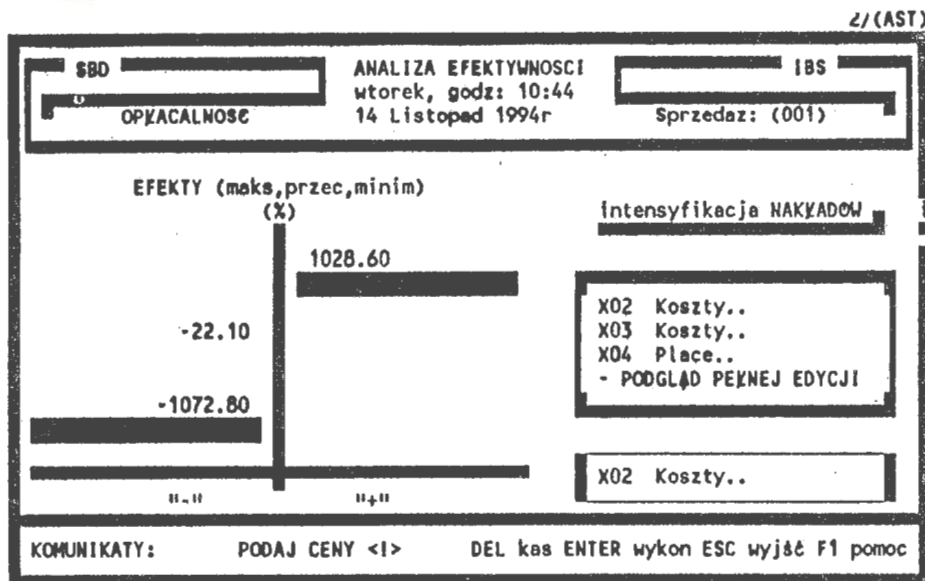 2/(AST)
SBD
ANALIZA EFEKTYWNOSCI
IBS
wtorek, godz: 10:44
OPŁACALNOŚĆ
14 Listopad 1994r
Sprzedaz: (001)
EFEKTY (maks,przec,minim)
(%)
intensyfikacja NAKŁADOW
1028.60
-22.10
-1072.80
X02 Koszty..
X03 Koszty..
X04 Place..
- PODGLĄD PEŁNEJ EDYCJI
X02 Koszty..
"-"
"+"
KOMUNIKATY: PODAJ CENY <!> DEL kas ENTER wykon ESC wyjść F1 pomoc